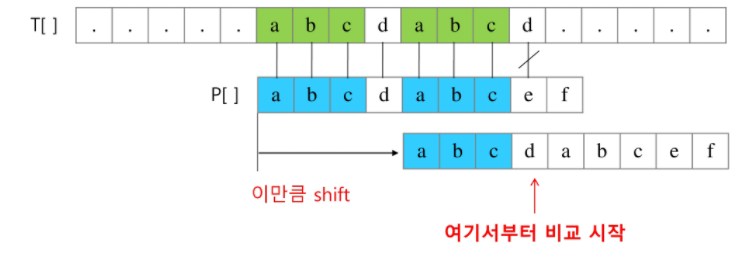 T[ ] . . . . . a b c d a b c d . . . . .
P[ ] a b c d a b c e f
a b c d a b c e f
이만큼 shift
여기서부터 비교 시작